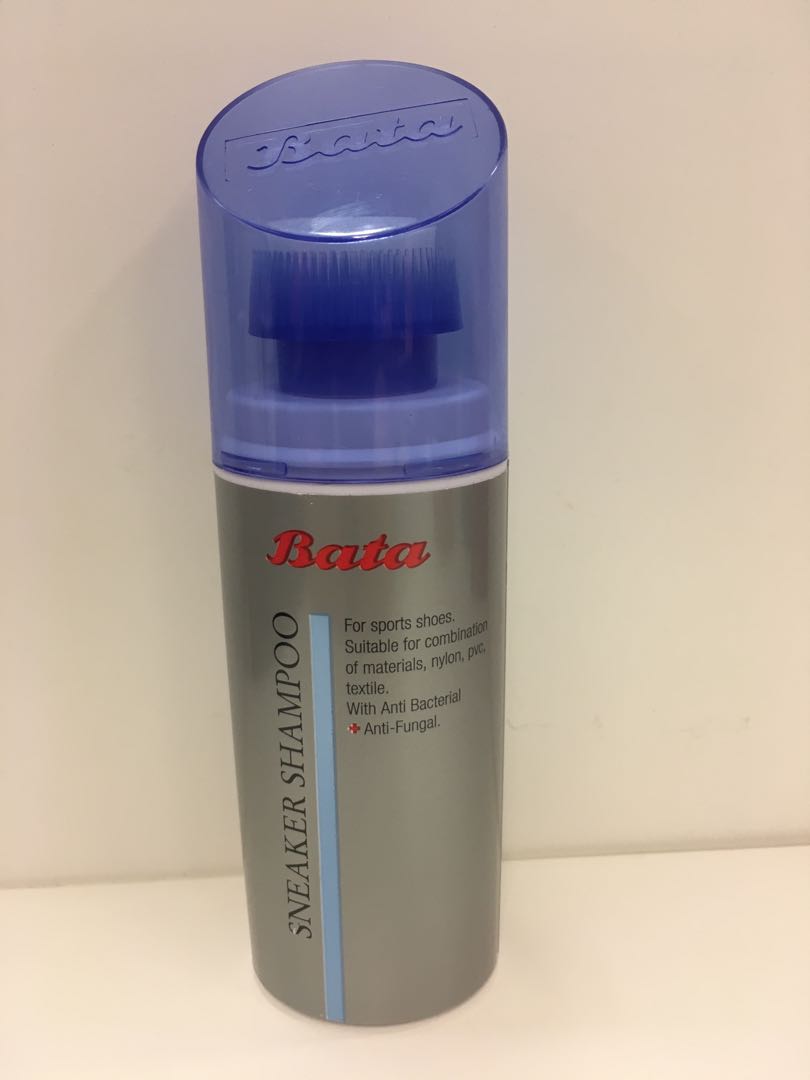 Bata
Bata
SNEAKER SHAMPOO
For sports shoes.
Suitable for combination
of materials, nylon, pvc,
textile.
With Anti Bacterial
+ Anti-Fungal.